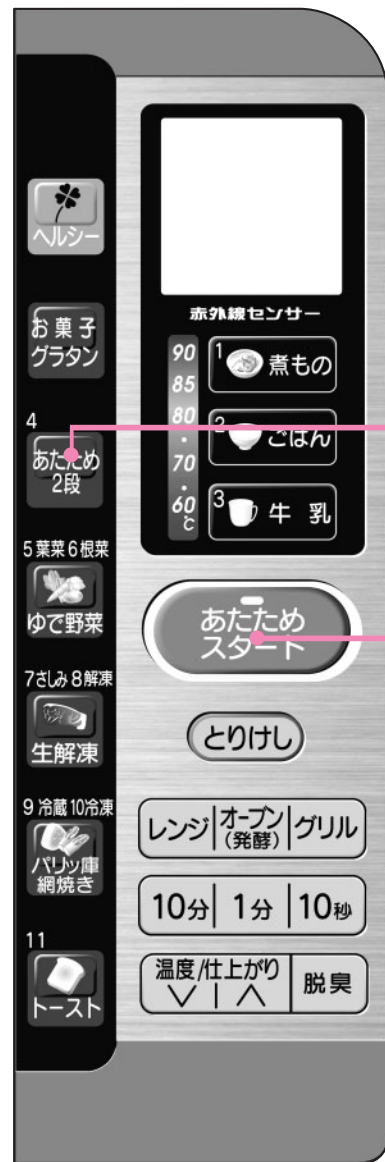 ヘルシー
お菓子
グラタン
4
あたため
2段
5葉菜6根菜
ゆで野菜
7さしみ8解凍
生解凍
9冷蔵10冷凍
パリッ庫
網焼き
11
トースト
赤外線センサー
90
85
80
・
70
・
60
℃
1 煮もの
2 ごはん
3 牛乳
あたため
スタート
とりけし
レンジ
オーブン
(発酵)
グリル
10分
1分
10秒
温度/仕上がり
脱臭